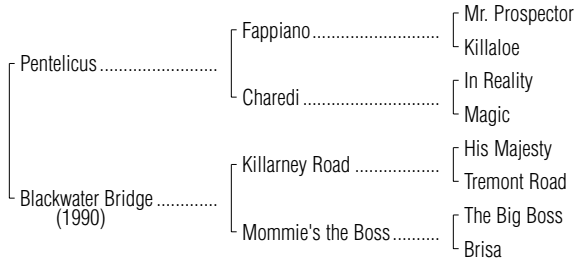 Mr. Prospector
Fappiano
Killaloe
Pentelicus
In Reality
Charedi
Magic
His Majesty
Killarney Road
Tremont Road
Blackwater Bridge
(1990)
The Big Boss
Mommie's the Boss
Brisa